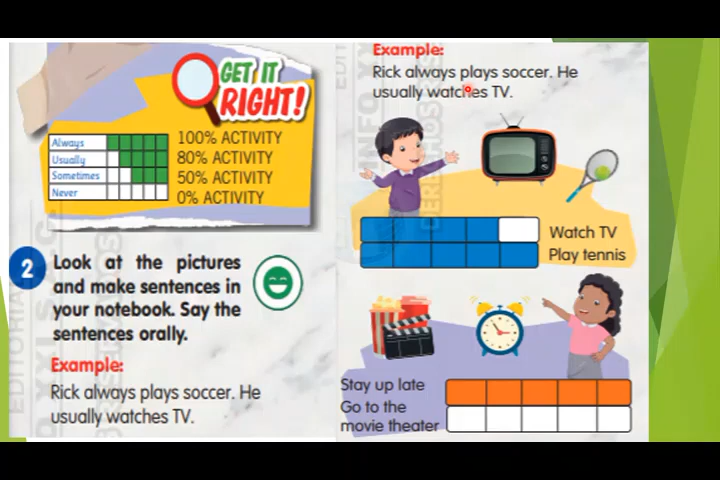 GET IT
RIGHT!
Always
Usually
Sometimes
Never
100% ACTIVITY
80% ACTIVITY
50% ACTIVITY
0% ACTIVITY
2
Look at the pictures
and make sentences in
your notebook. Say the
sentences orally.
Example:
Rick always plays soccer. He
usually watches TV.
Example:
Rick always plays soccer. He
usually watches TV.
Watch TV
Play tennis
Stay up late
Go to the
movie theater